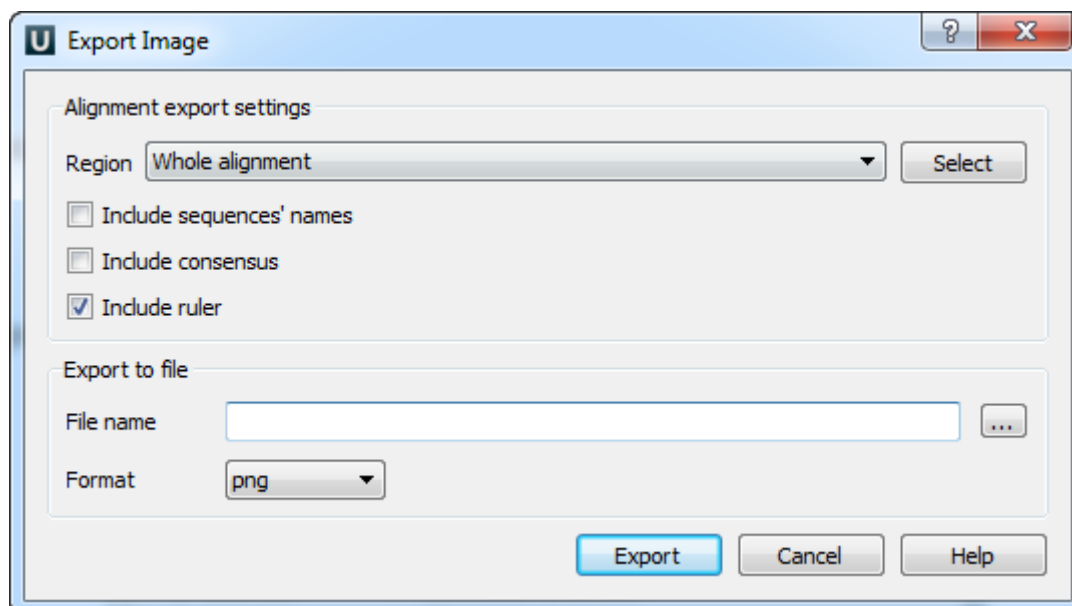 U Export Image ? X
Alignment export settings
Region Whole alignment Select
Include sequences' names
Include consensus
Include ruler
Export to file
File name ...
Format png
Export Cancel Help